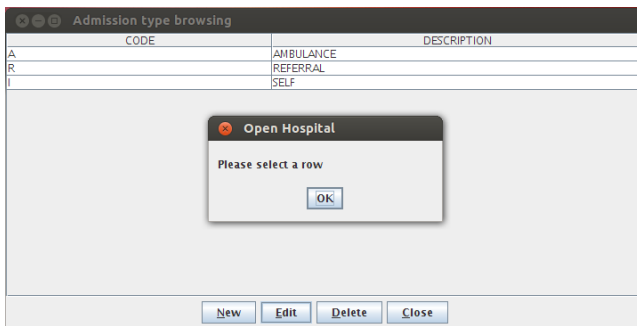 Admission type browsing
CODE DESCRIPTION
A AMBULANCE
R REFERRAL
I SELF
Open Hospital
Please select a row
OK
New Edit Delete Close